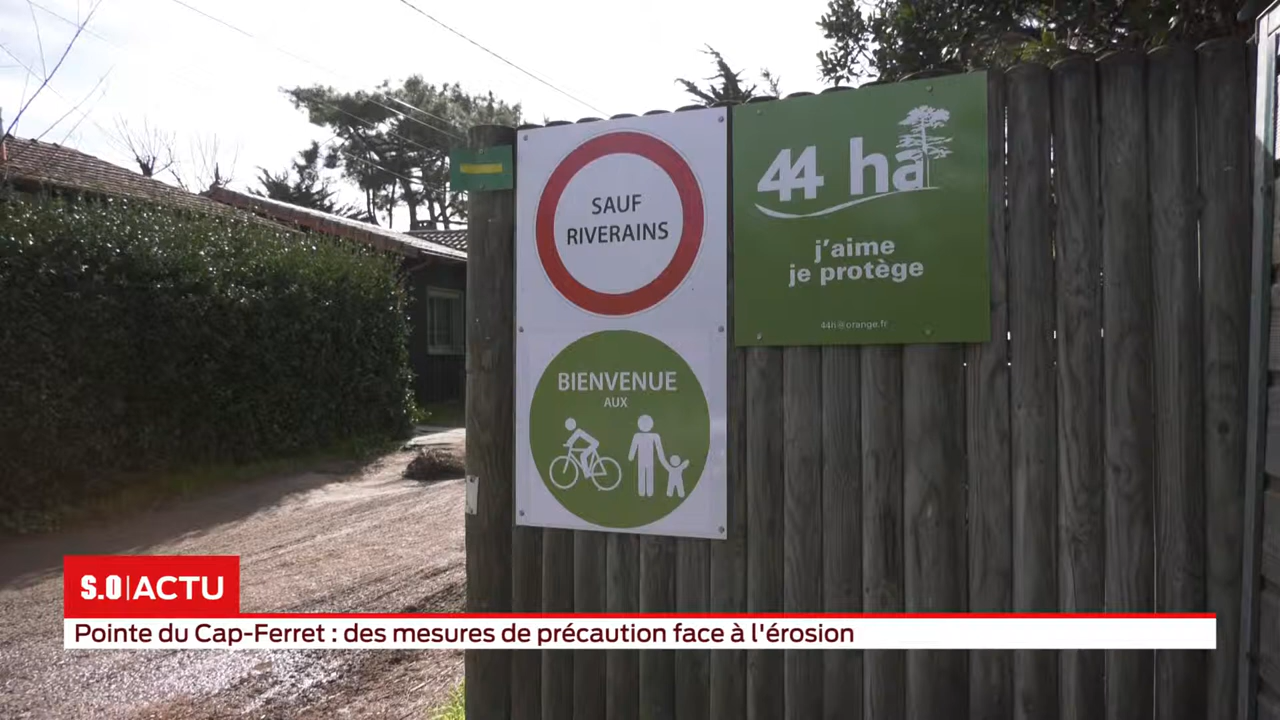 SAUF
RIVERAINS
BIENVENUE
AUX
44 ha
j'aime
je protège
44h@orange.fr
S.O|ACTU
Pointe du Cap-Ferret : des mesures de précaution face à l'érosion